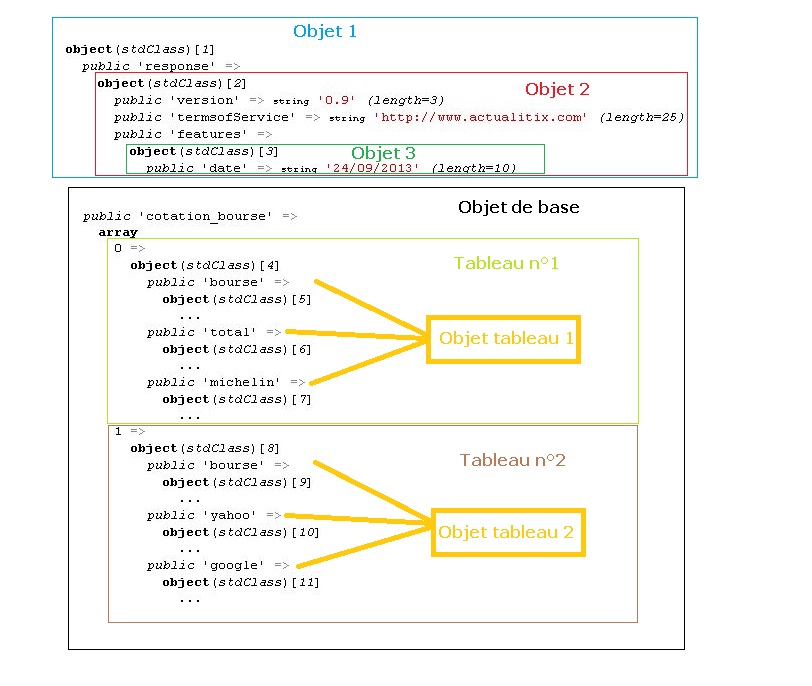 Objet 1
object(stdClass)[1]
public 'response' =>
object(stdClass)[2]
Objet 2
public 'version' => string '0.9' (length=3)
public 'termsofService' => string 'http://www.actualitix.com' (length=25)
public 'features' =>
object(stdClass)[3]
Objet 3
public 'date' => string '24/09/2013' (length=10)
Objet de base
public 'cotation_bourse' =>
array
0 =>
Tableau n°1
object(stdClass)[4]
public 'bourse' =>
object(stdClass)[5]
...
public 'total' =>
Objet tableau 1
object(stdClass)[6]
...
public 'michelin' =>
object(stdClass)[7]
...
1 =>
object(stdClass)[8]
Tableau n°2
public 'bourse' =>
object(stdClass)[9]
...
public 'yahoo' =>
Objet tableau 2
object(stdClass)[10]
...
public 'google' =>
object(stdClass)[11]
...